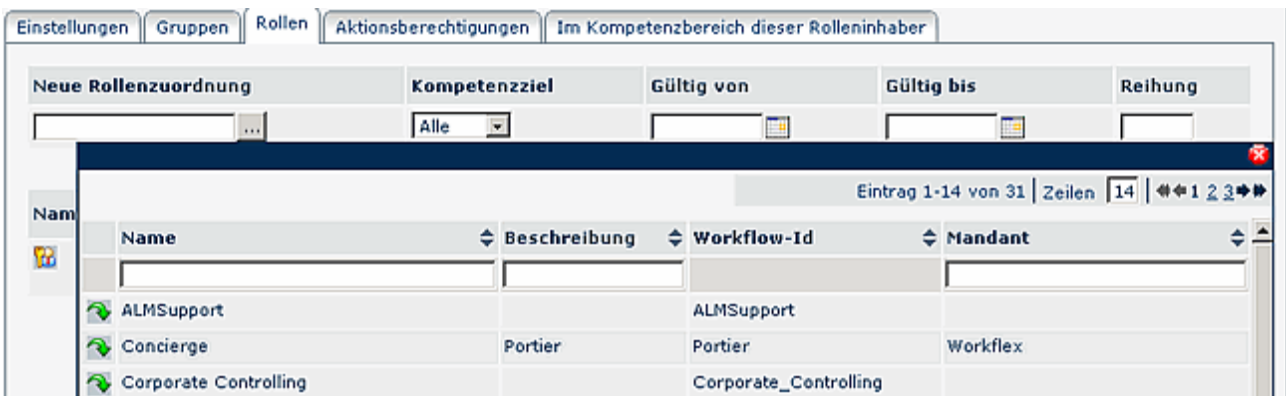 Einstellungen Gruppen Rollen Aktionsberechtigungen Im Kompetenzbereich dieser Rolleninhaber
Neue Rollenzuordnung Kompetenzziel Gültig von Gültig bis Reihung
... Alle
Eintrag 1-14 von 31 Zeilen 14 1 2 3
Nam
Name Beschreibung Workflow-Id Mandant
ALMSupport ALMSupport
Concierge Portier Portier Workflex
Corporate Controlling Corporate_Controlling